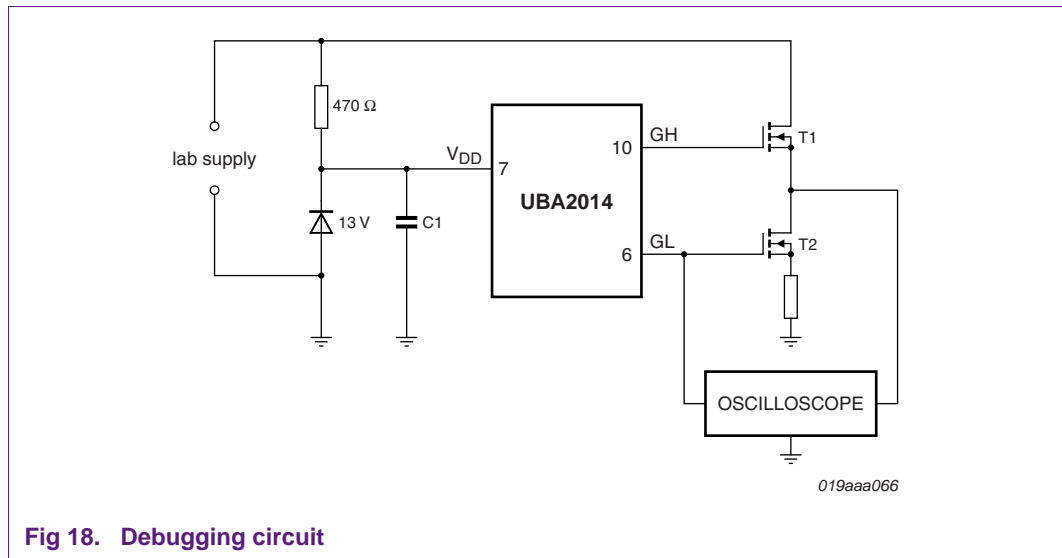 470 Ω
lab supply
VDD
7
13 V
C1
UBA2014
10
GH
T1
6
GL
T2
OSCILLOSCOPE
019aaa066
Fig 18. Debugging circuit